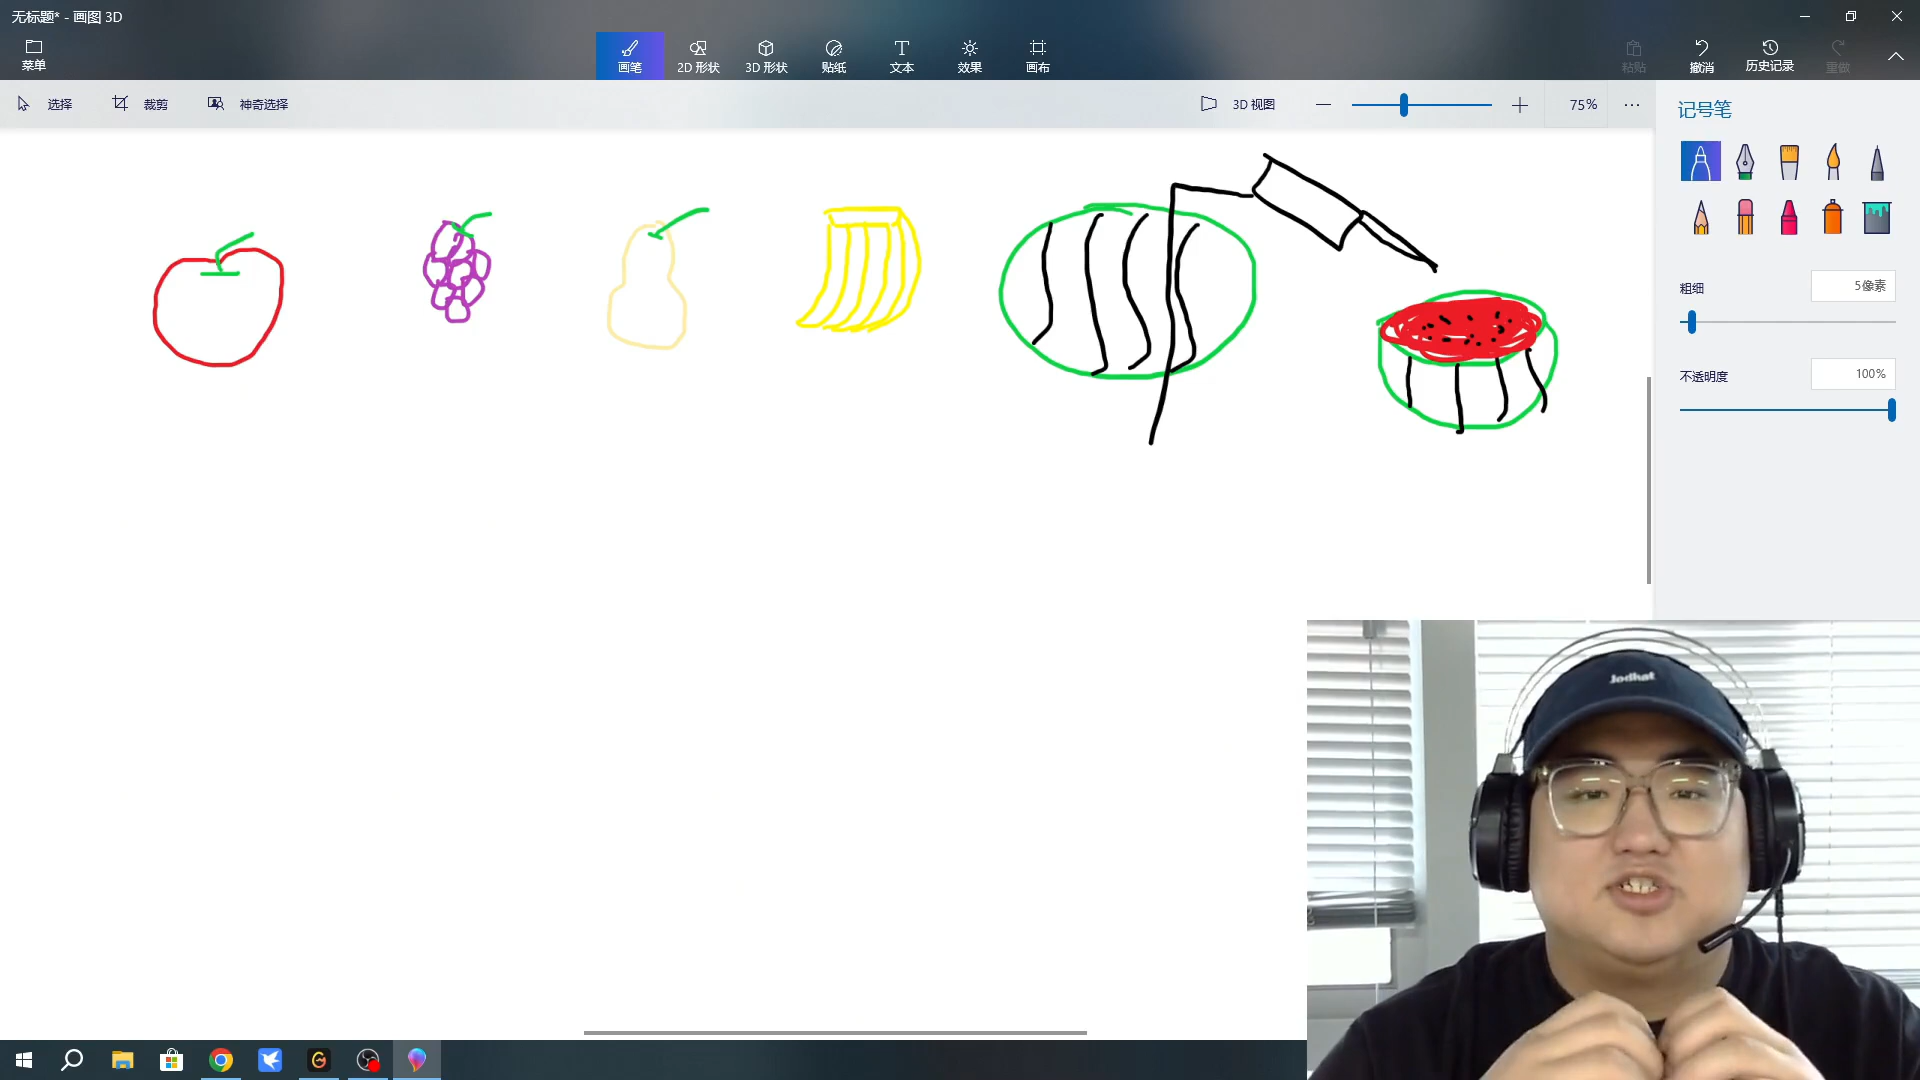 无标题* - 画图 3D
菜单
画笔
2D 形状
3D 形状
贴纸
文本
效果
画布
粘贴
撤消
历史记录
重做
选择
裁剪
神奇选择
3D 视图
75%
记号笔
粗细
5像素
不透明度
100%
Jodhat